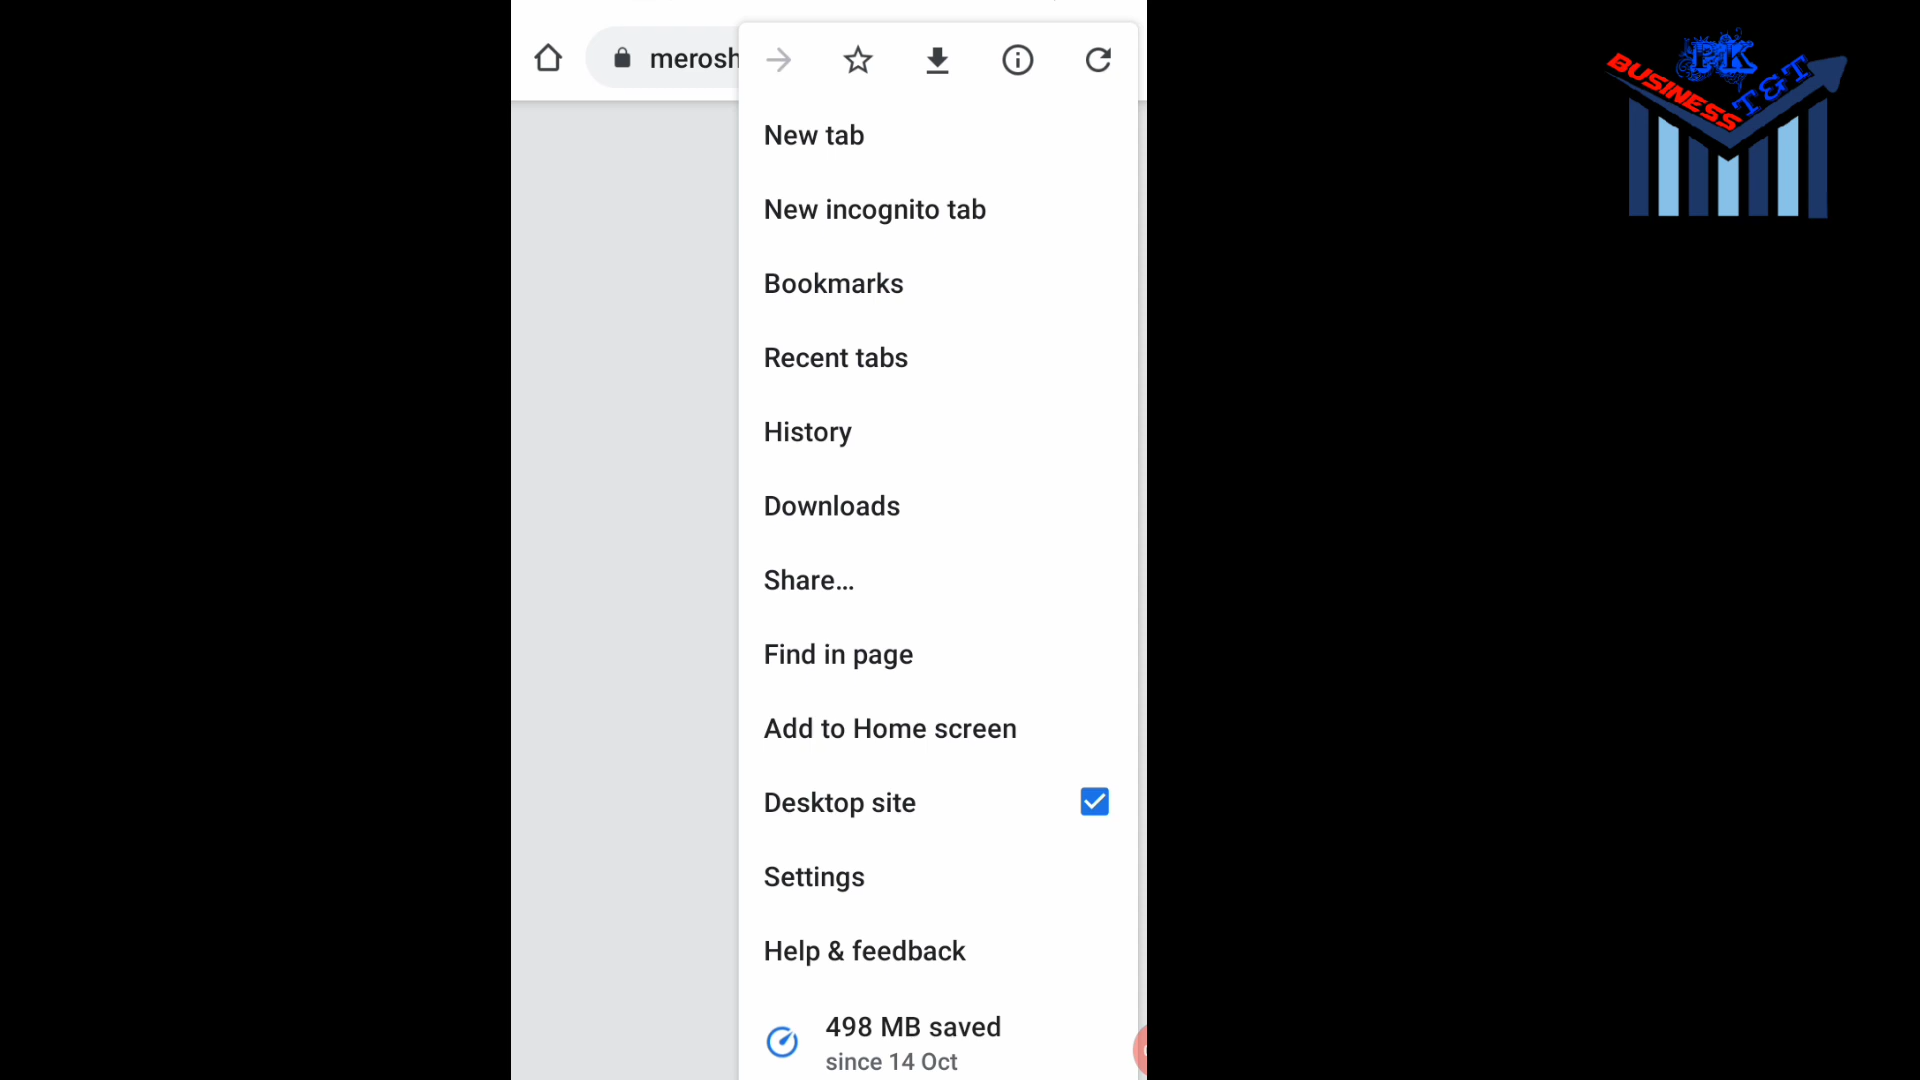 merosh
New tab
New incognito tab
Bookmarks
Recent tabs
History
Downloads
Share...
Find in page
Add to Home screen
Desktop site
Settings
Help & feedback
498 MB saved
since 14 Oct
PK
BUSINESS T&T